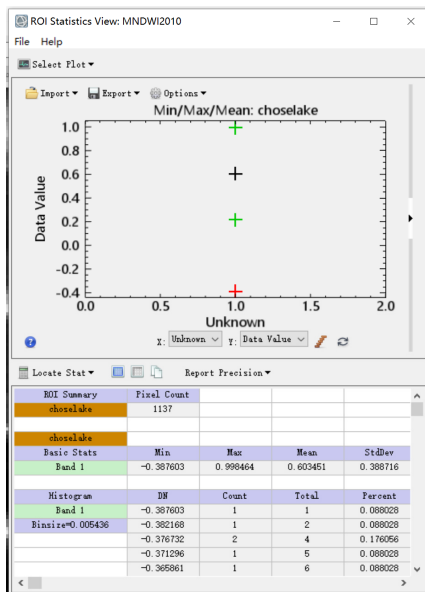 ROI Statistics View: MNDWI2010
File Help
Select Plot
Import Export Options
Min/Max/Mean: choselake
1.0
0.8
0.6
0.4
0.2
0.0
-0.2
-0.4
Data Value
0.0 0.5 1.0 1.5 2.0
Unknown
X: Unknown Y: Data Value
Locate Stat Report Precision
ROI Summary Pixel Count
choselake 1137
choselake
Basic Stats Min Max Mean StdDev
Band 1 -0.387603 0.998464 0.603451 0.388716
Histogram DN Count Total Percent
Band 1 -0.387603 1 1 0.088028
Binsize=0.005436 -0.382168 1 2 0.088028
-0.376732 2 4 0.176056
-0.371296 1 5 0.088028
-0.365861 1 6 0.088028